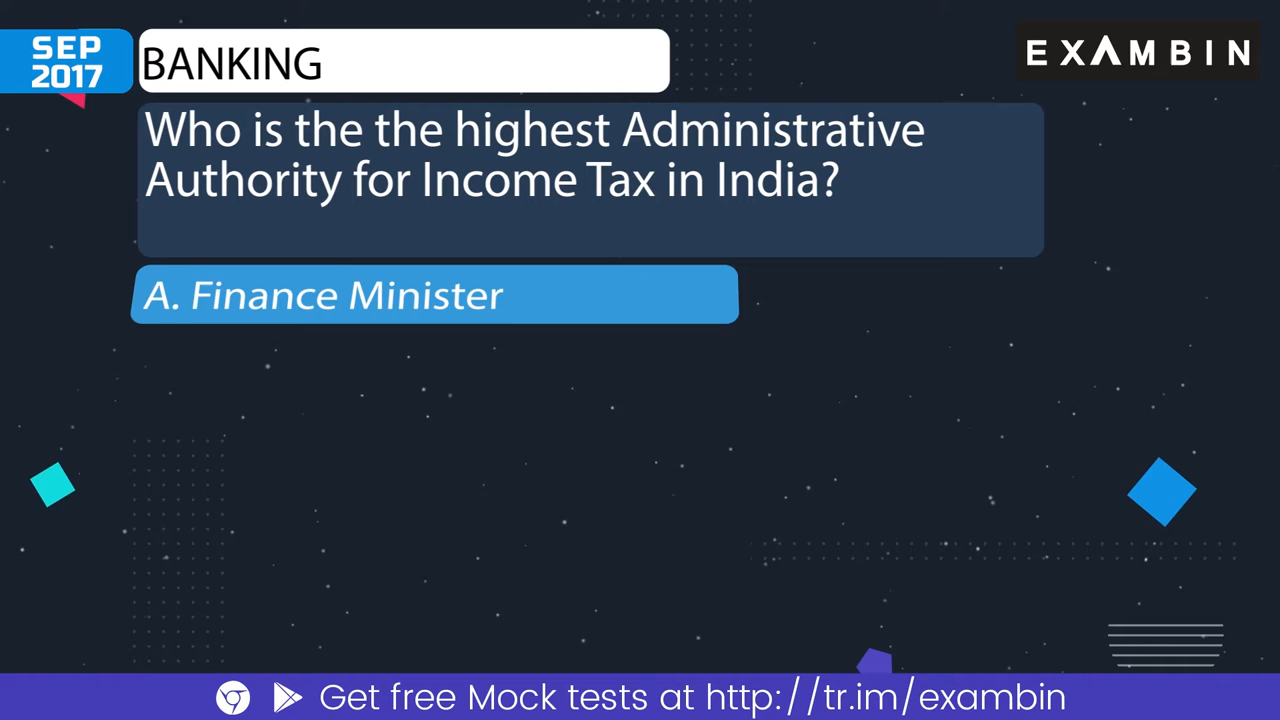 SEP
2017
BANKING
EXAMBIN
Who is the the highest Administrative
Authority for Income Tax in India?
A. Finance Minister
Get free Mock tests at http://tr.im/exambin